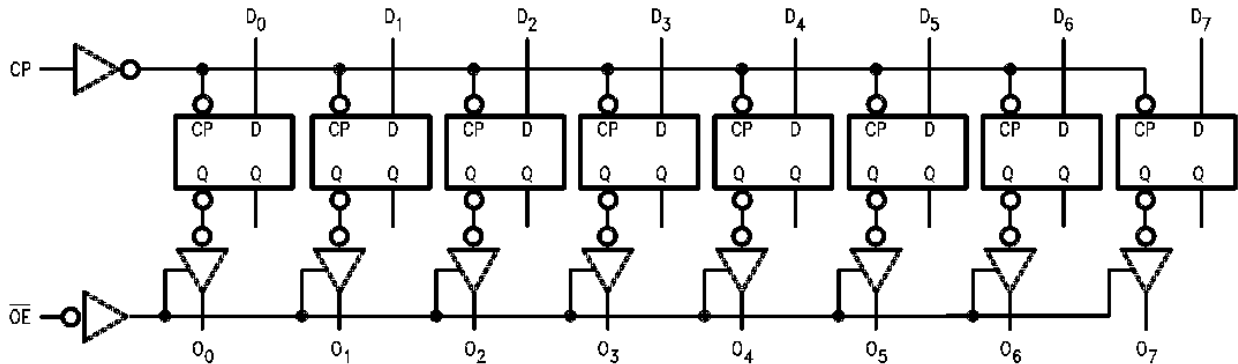 D0 D1 D2 D3 D4 D5 D6 D7
CP
CP D CP D CP D CP D CP D CP D CP D CP D
Q Q Q Q Q Q Q Q Q Q Q Q Q Q Q Q
O̅E̅
O0 O1 O2 O3 O4 O5 O6 O7